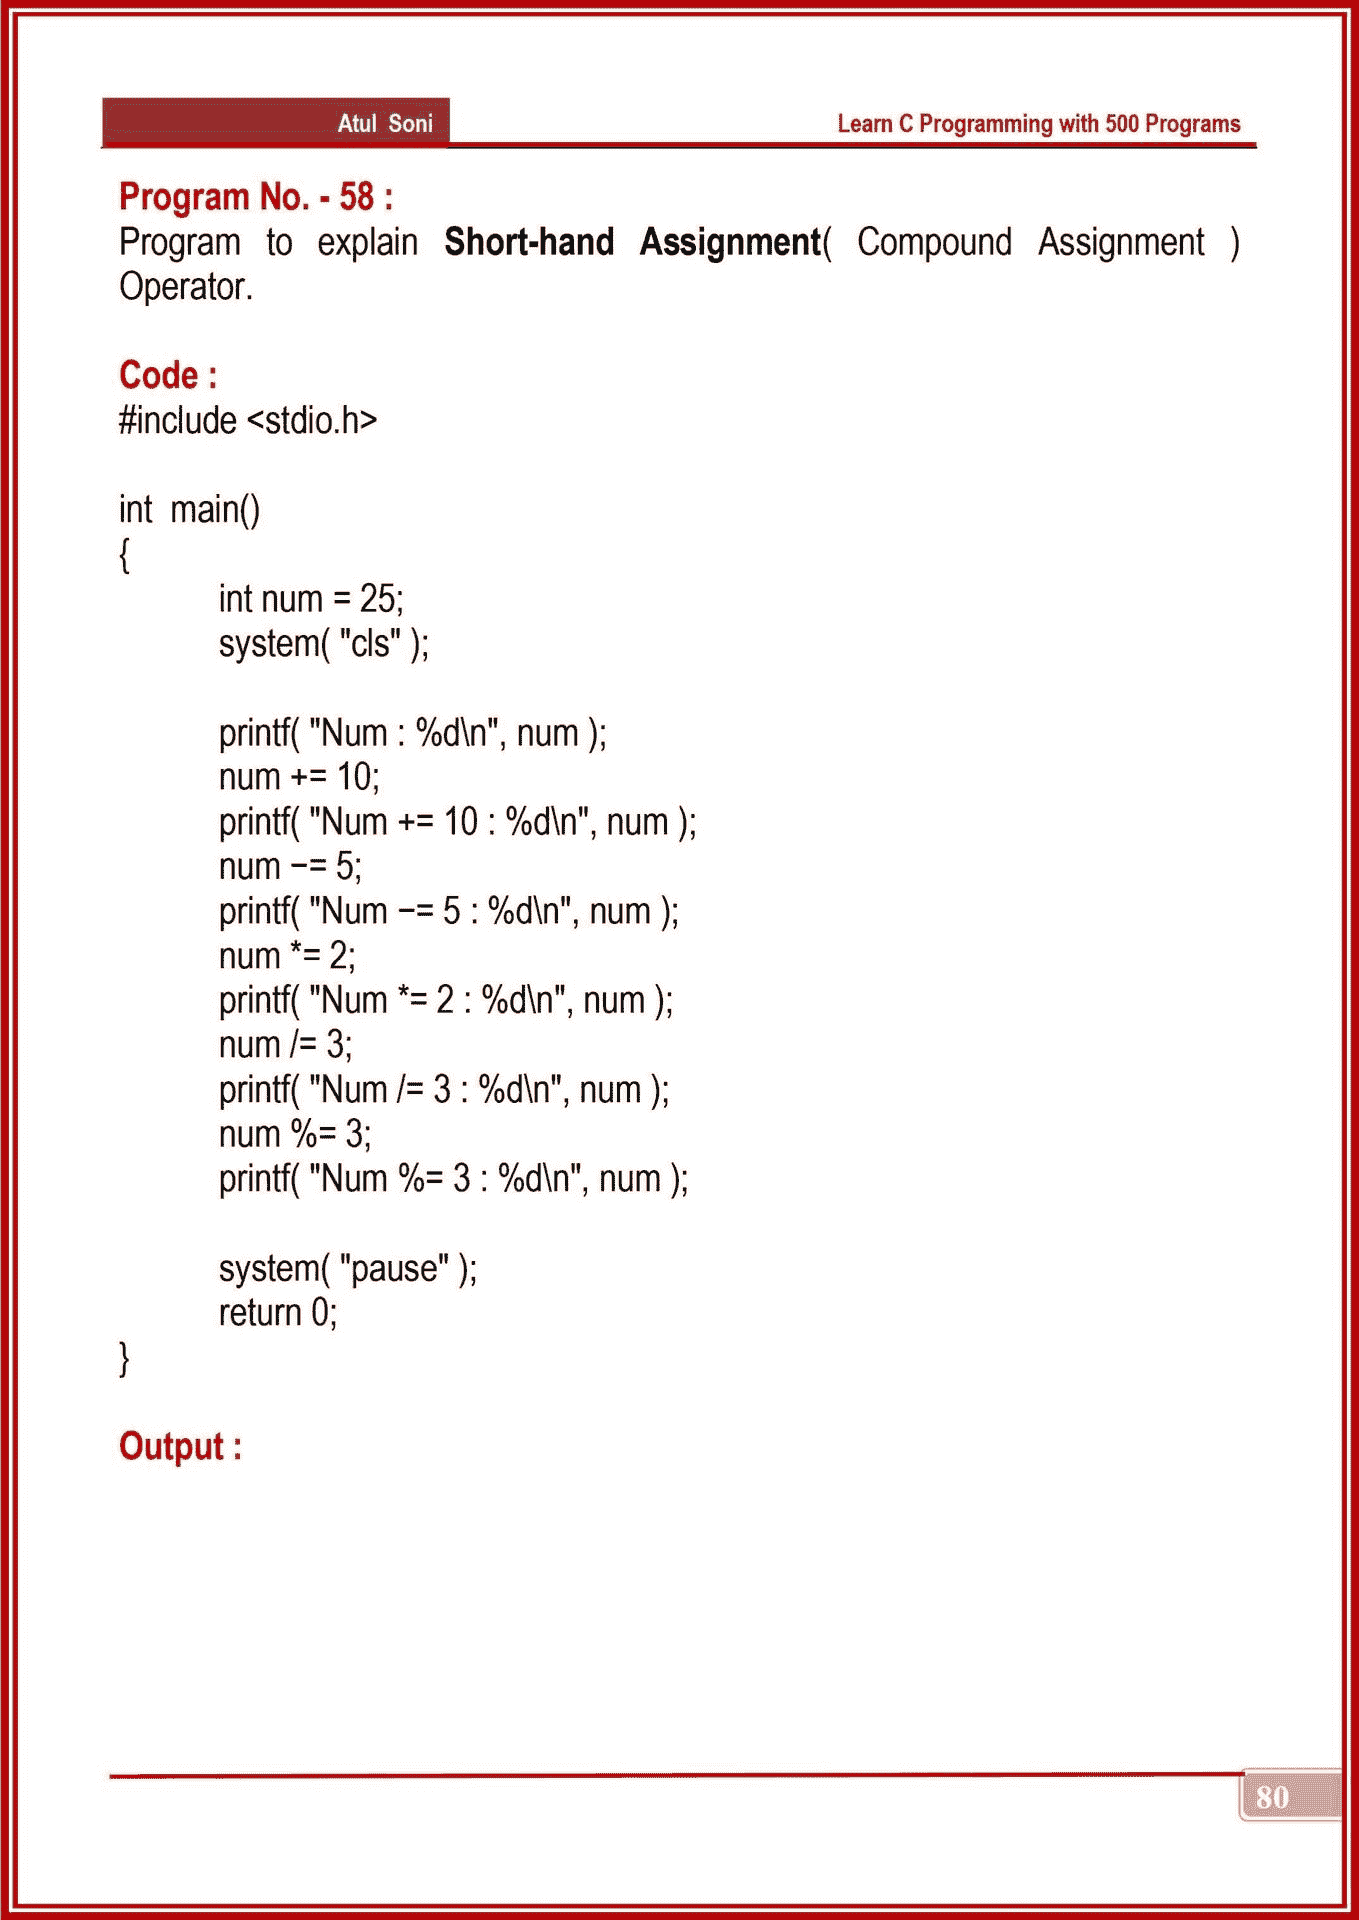 Atul  Soni
Learn C Programming with 500 Programs
Program No. - 58 :
Program to explain Short-hand Assignment( Compound Assignment )
Operator.
Code :
#include <stdio.h>
int  main()
{
int num = 25;
system( "cls" );
printf( "Num : %d\n", num );
num += 10;
printf( "Num += 10 : %d\n", num );
num −= 5;
printf( "Num −= 5 : %d\n", num );
num *= 2;
printf( "Num *= 2 : %d\n", num );
num /= 3;
printf( "Num /= 3 : %d\n", num );
num %= 3;
printf( "Num %= 3 : %d\n", num );
system( "pause" );
return 0;
}
Output :
80